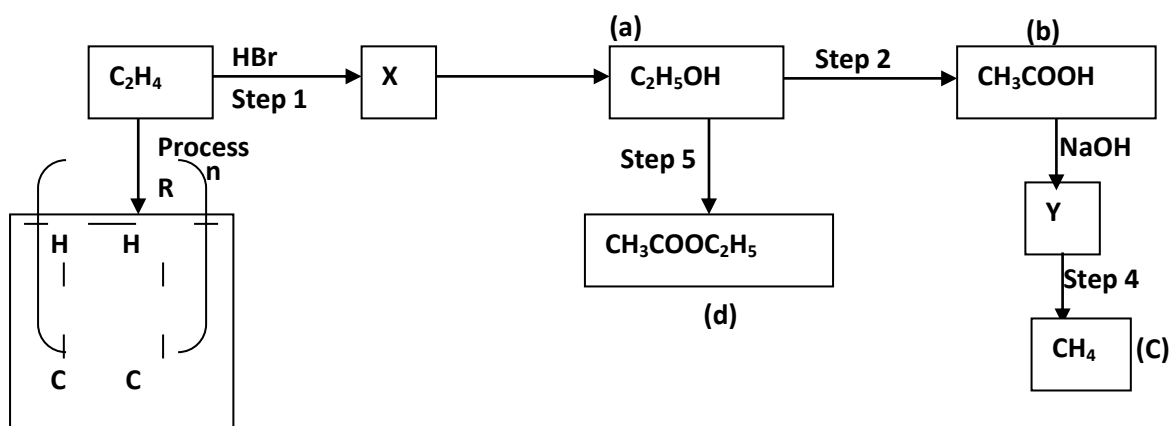 (a)
(b)
HBr
Step 2
C₂H₄
X
C₂H₅OH
CH₃COOH
Step 1
Process
n
R
Step 5
NaOH
Y
H H
CH₃COOC₂H₅
Step 4
(d)
CH₄
(C)
C C